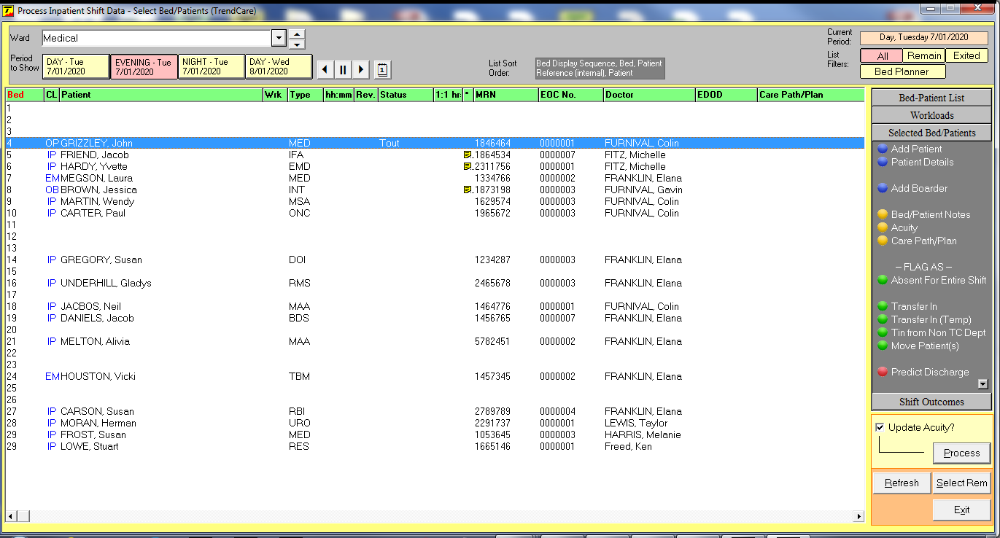 Process Inpatient Shift Data - Select Bed/Patients (TrendCare)
Ward Medical
Current Period: Day, Tuesday 7/01/2020
Period to Show DAY - Tue 7/01/2020 EVENING - Tue 7/01/2020 NIGHT - Tue 7/01/2020 DAY - Wed 8/01/2020
1
List Sort Order: Bed Display Sequence, Bed, Patient Reference (internal), Patient
List Filters: All Remain Exited
Bed Planner
Bed CL Patient Wrk Type hh:mm Rev. Status 1:1 hr: * MRN EOC No. Doctor EDOD Care Path/Plan
1
2
3
4 OP GRIZZLEY, John MED Tout 1846464 0000001 FURNIVAL, Colin
5 IP FRIEND, Jacob IFA ..1864534 0000007 FITZ, Michelle
6 IP HARDY, Yvette EMD ..2311756 0000001 FITZ, Michelle
7 EM MEGSON, Laura MED 1334766 0000002 FRANKLIN, Elana
8 OB BROWN, Jessica INT ..1873198 0000003 FURNIVAL, Gavin
9 IP MARTIN, Wendy MSA 1629574 0000003 FURNIVAL, Colin
10 IP CARTER, Paul ONC 1965672 0000003 FURNIVAL, Colin
11
12
13
14 IP GREGORY, Susan DOI 1234287 0000003 FRANKLIN, Elana
15
16 IP UNDERHILL, Gladys RMS 2465678 0000003 FRANKLIN, Elana
17
18 IP JACBOS, Neil MAA 1464776 0000001 FURNIVAL, Colin
19 IP DANIELS, Jacob BDS 1456765 0000007 FRANKLIN, Elana
20
21 IP MELTON, Alivia MAA 5782451 0000002 FRANKLIN, Elana
22
23
24 EM HOUSTON, Vicki TBM 1457345 0000002 FRANKLIN, Elana
25
26
27 IP CARSON, Susan RBI 2789789 0000004 FRANKLIN, Elana
28 IP MORAN, Herman URO 2291737 0000001 LEWIS, Taylor
29 IP FROST, Susan MED 1053645 0000003 HARRIS, Melanie
29 IP LOWE, Stuart RES 1665146 0000001 Freed, Ken
Bed-Patient List
Workloads
Selected Bed/Patients
Add Patient
Patient Details
Add Boarder
Bed/Patient Notes
Acuity
Care Path/Plan
-- FLAG AS --
Absent For Entire Shift
Transfer In
Transfer In (Temp)
Tin from Non TC Dept
Move Patient(s)
Predict Discharge
Shift Outcomes
Update Acuity?
Process
Refresh Select Rem
Exit